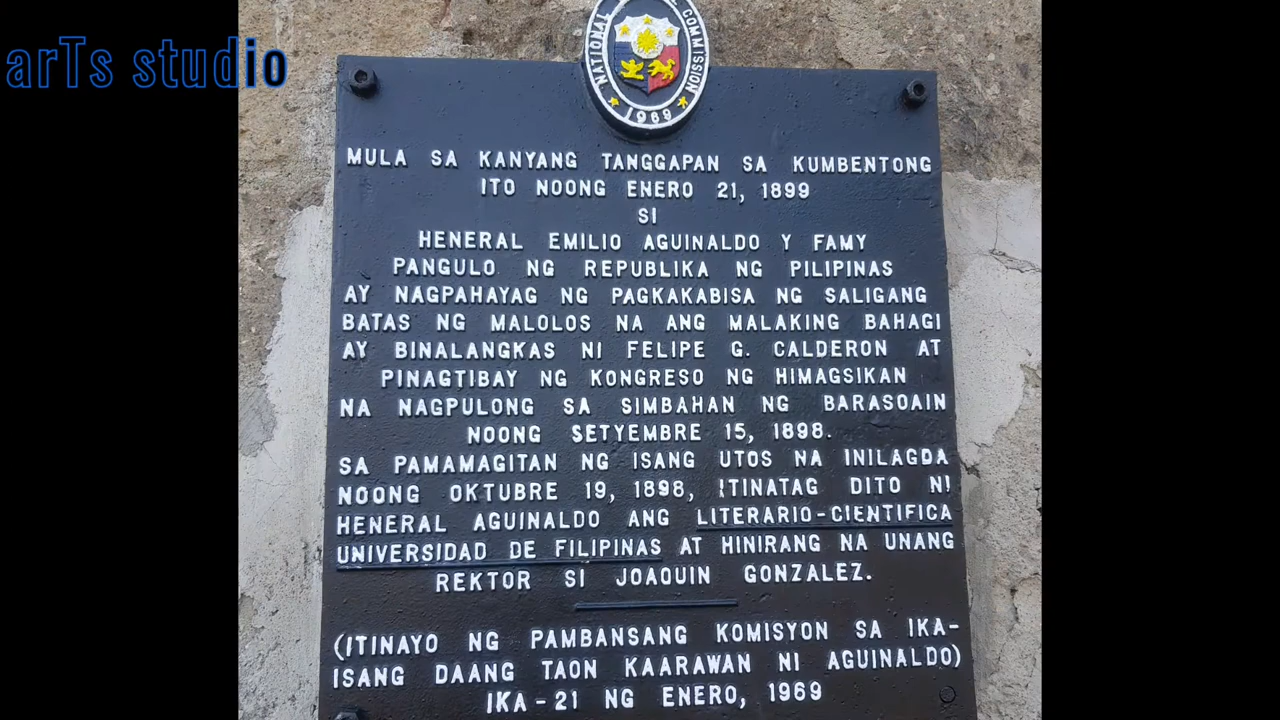 arTs studio
NATIONAL COMMISSION
1969
MULA SA KANYANG TANGGAPAN SA KUMBENTONG
ITO NOONG ENERO 21, 1899
SI
HENERAL EMILIO AGUINALDO Y FAMY
PANGULO NG REPUBLIKA NG PILIPINAS
AY NAGPAHAYAG NG PAGKAKABISA NG SALIGANG
BATAS NG MALOLOS NA ANG MALAKING BAHAGI
AY BINALANGKAS NI FELIPE G. CALDERON AT
PINAGTIBAY NG KONGRESO NG HIMAGSIKAN
NA NAGPULONG SA SIMBAHAN NG BARASOAIN
NOONG SETYEMBRE 15, 1898.
SA PAMAMAGITAN NG ISANG UTOS NA INILAGDA
NOONG OKTUBRE 19, 1898, ITINATAG DITO NI
HENERAL AGUINALDO ANG LITERARIO-CIENTIFICA
UNIVERSIDAD DE FILIPINAS AT HINIRANG NA UNANG
REKTOR SI JOAQUIN GONZALEZ.
(ITINAYO NG PAMBANSANG KOMISYON SA IKA-
ISANG DAANG TAON KAARAWAN NI AGUINALDO)
IKA-21 NG ENERO, 1969